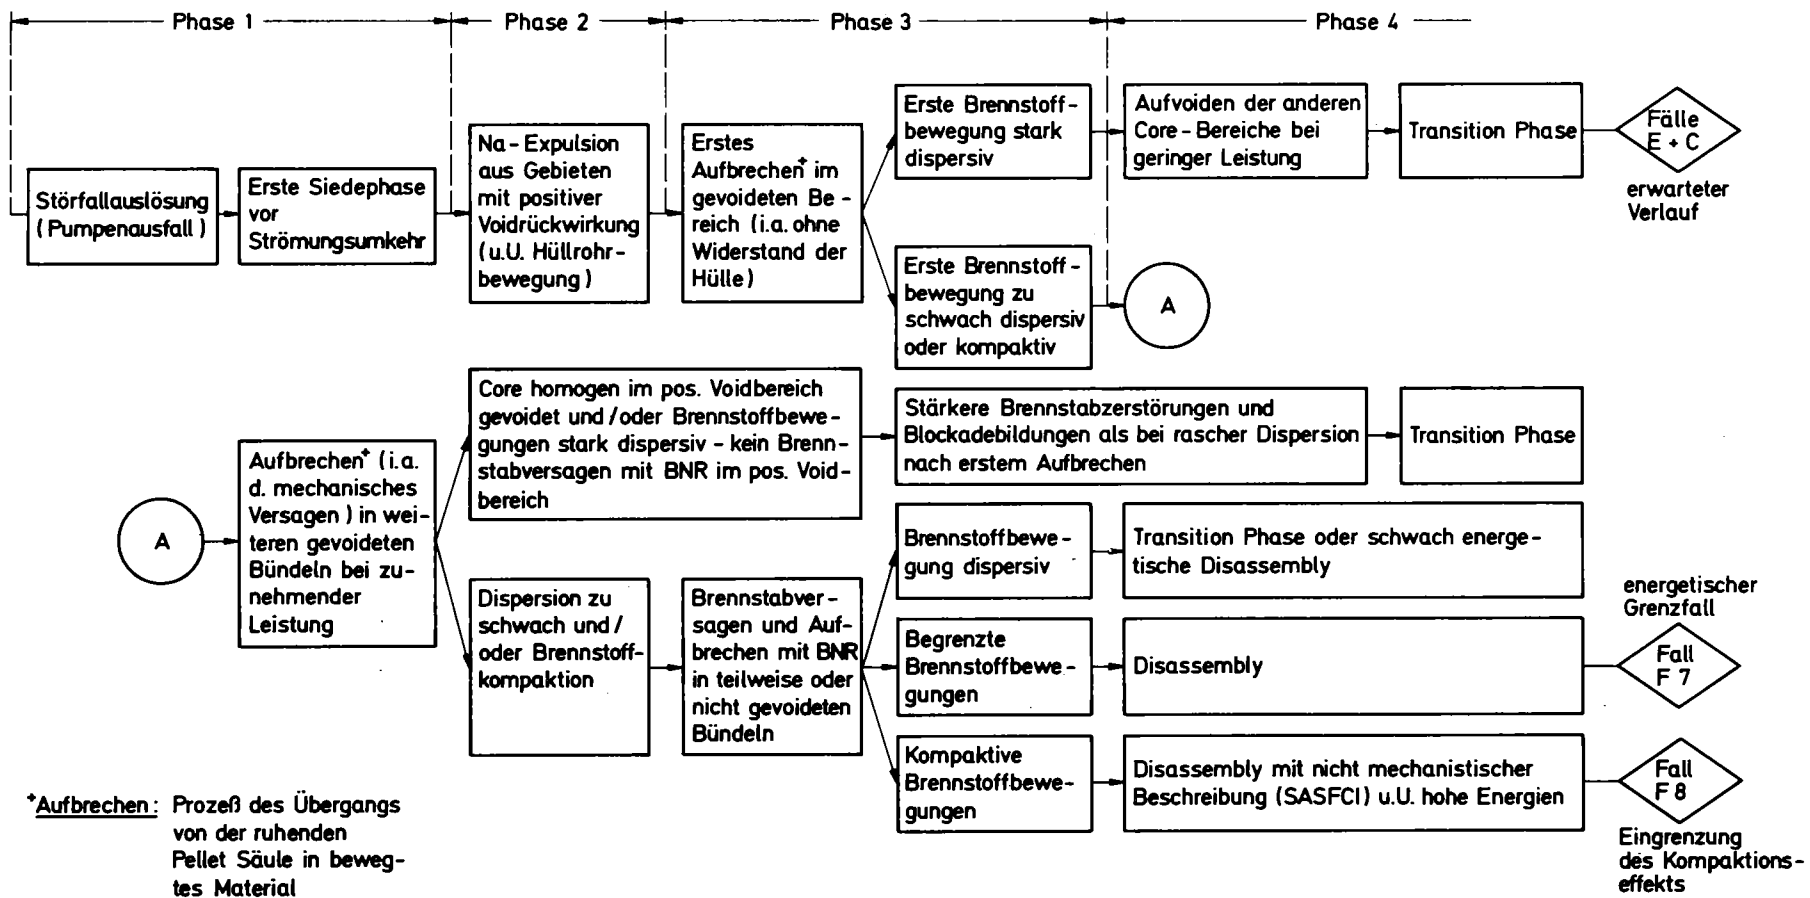 Phase 1
Phase 2
Phase 3
Phase 4
Störfallauslösung
(Pumpenausfall)
Erste Siedephase
vor
Strömungsumkehr
Na-Expulsion
aus Gebieten
mit positiver
Voidrückwirkung
(u.U. Hüllrohr-
bewegung)
Erstes
Aufbrechen+ im
gevoideten Be-
reich (i.a. ohne
Widerstand der
Hülle)
Erste Brennstoff-
bewegung stark
dispersiv
Aufvoiden der anderen
Core-Bereiche bei
geringer Leistung
Transition Phase
Fälle
E + C
erwarteter
Verlauf
Erste Brennstoff-
bewegung zu
schwach dispersiv
oder kompaktiv
A
A
Aufbrechen+ (i.a.
d. mechanisches
Versagen) in wei-
teren gevoideten
Bündeln bei zu-
nehmender
Leistung
Core homogen im pos. Voidbereich
gevoidet und/oder Brennstoffbewe-
gungen stark dispersiv - kein Brenn-
stabversagen mit BNR im pos. Void-
bereich
Stärkere Brennstabzerstörungen und
Blockadebildungen als bei rascher Dispersion
nach erstem Aufbrechen
Transition Phase
Dispersion zu
schwach und/
oder Brennstoff-
kompaktion
Brennstabver-
sagen und Auf-
brechen mit BNR
in teilweise oder
nicht gevoideten
Bündeln
Brennstoffbewe-
gung dispersiv
Transition Phase oder schwach energe-
tische Disassembly
Begrenzte
Brennstoffbewe-
gungen
Disassembly
energetischer
Grenzfall
Fall
F 7
Kompaktive
Brennstoffbewe-
gungen
Disassembly mit nicht mechanistischer
Beschreibung (SASFCI) u.U. hohe Energien
Fall
F 8
Eingrenzung
des Kompaktions-
effekts
+Aufbrechen: Prozeß des Übergangs
von der ruhenden
Pellet Säule in beweg-
tes Material